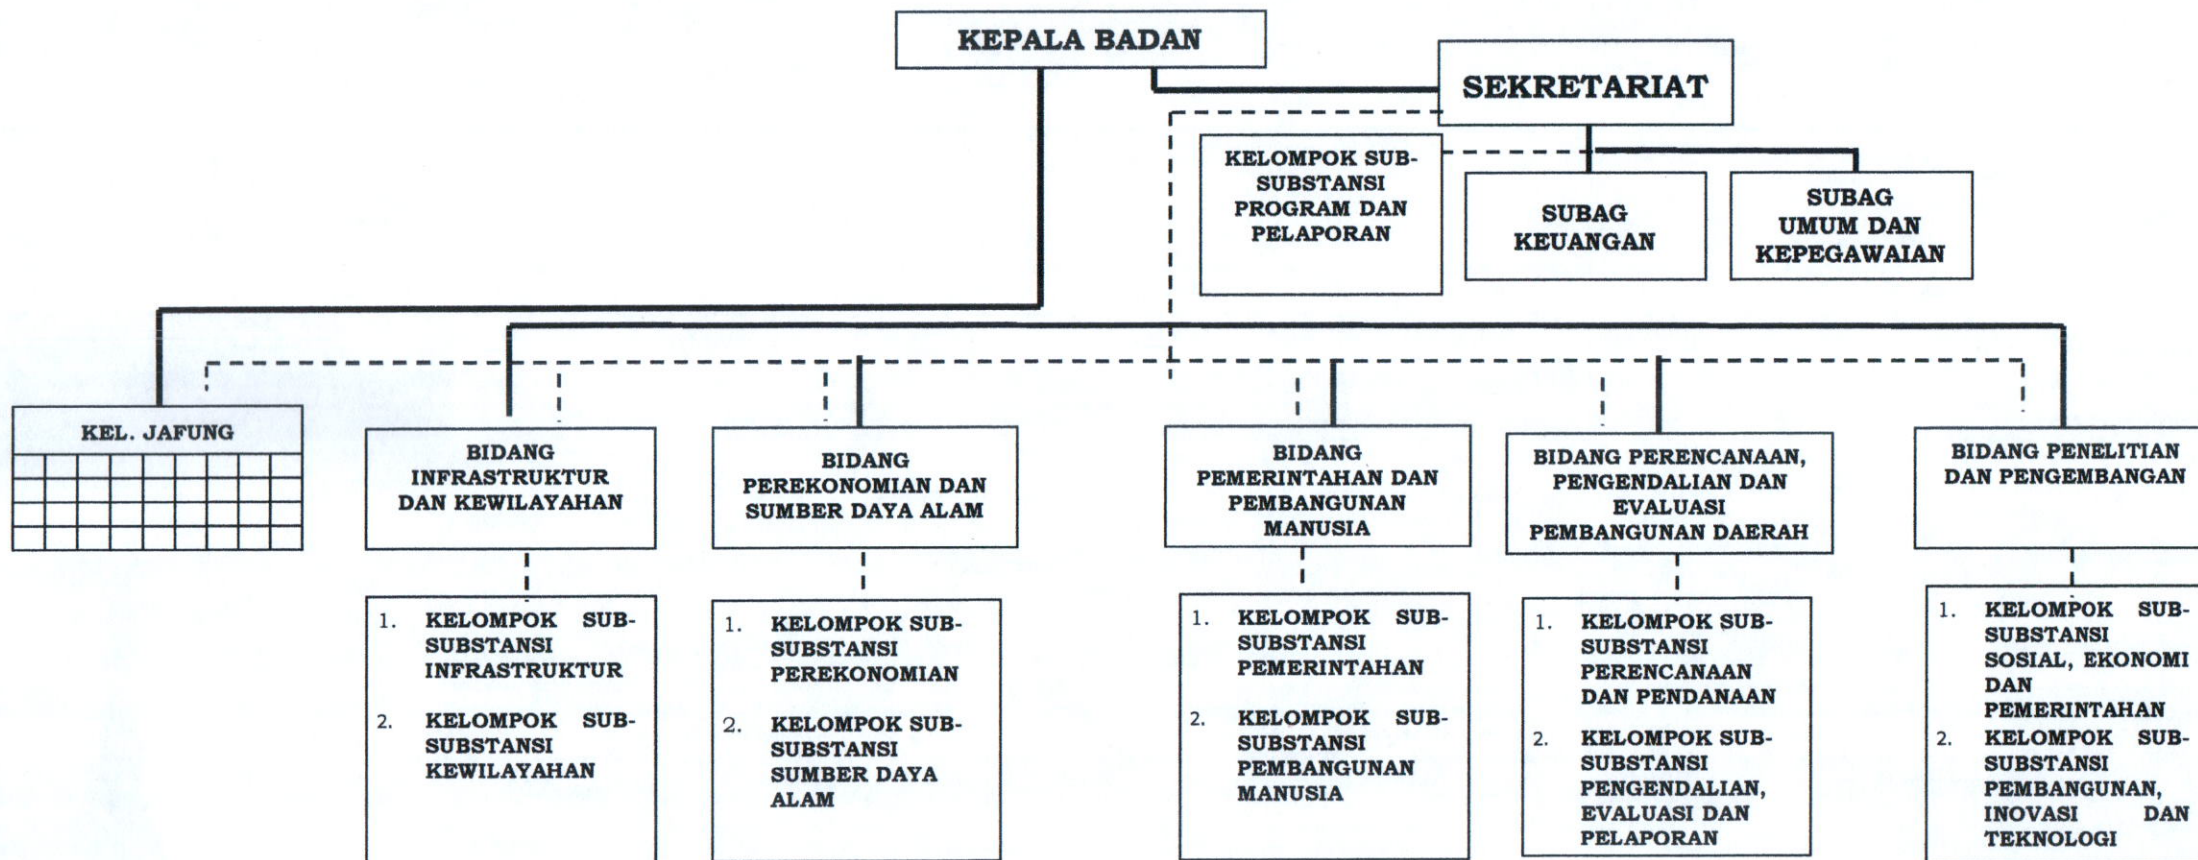 KEPALA BADAN
SEKRETARIAT
KELOMPOK SUB-
SUBSTANSI
PROGRAM DAN
PELAPORAN
SUBAG
KEUANGAN
SUBAG
UMUM DAN
KEPEGAWAIAN
KEL. JAFUNG
BIDANG
INFRASTRUKTUR
DAN KEWILAYAHAN
BIDANG
PEREKONOMIAN DAN
SUMBER DAYA ALAM
BIDANG
PEMERINTAHAN DAN
PEMBANGUNAN
MANUSIA
BIDANG PERENCANAAN,
PENGENDALIAN DAN
EVALUASI
PEMBANGUNAN DAERAH
BIDANG PENELITIAN
DAN PENGEMBANGAN
1. KELOMPOK SUB-
SUBSTANSI
INFRASTRUKTUR
2. KELOMPOK SUB-
SUBSTANSI
KEWILAYAHAN
1. KELOMPOK SUB-
SUBSTANSI
PEREKONOMIAN
2. KELOMPOK SUB-
SUBSTANSI
SUMBER DAYA
ALAM
1. KELOMPOK SUB-
SUBSTANSI
PEMERINTAHAN
2. KELOMPOK SUB-
SUBSTANSI
PEMBANGUNAN
MANUSIA
1. KELOMPOK SUB-
SUBSTANSI
PERENCANAAN
DAN PENDANAAN
2. KELOMPOK SUB-
SUBSTANSI
PENGENDALIAN,
EVALUASI DAN
PELAPORAN
1. KELOMPOK SUB-
SUBSTANSI
SOSIAL, EKONOMI
DAN
PEMERINTAHAN
2. KELOMPOK SUB-
SUBSTANSI
PEMBANGUNAN,
INOVASI DAN
TEKNOLOGI